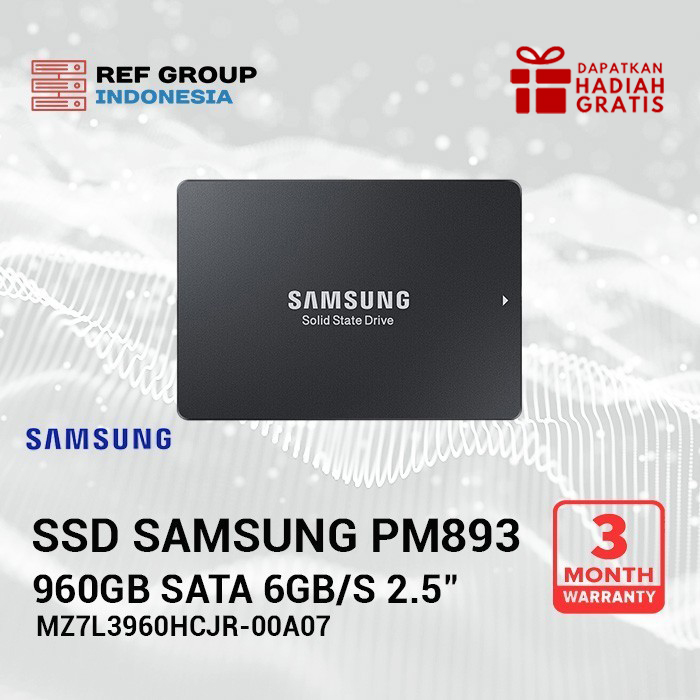 REF GROUP
INDONESIA
DAPATKAN
HADIAH
GRATIS
SAMSUNG
Solid State Drive
SAMSUNG
SSD SAMSUNG PM893
960GB SATA 6GB/S 2.5"
MZ7L3960HCJR-00A07
3
MONTH
WARRANTY